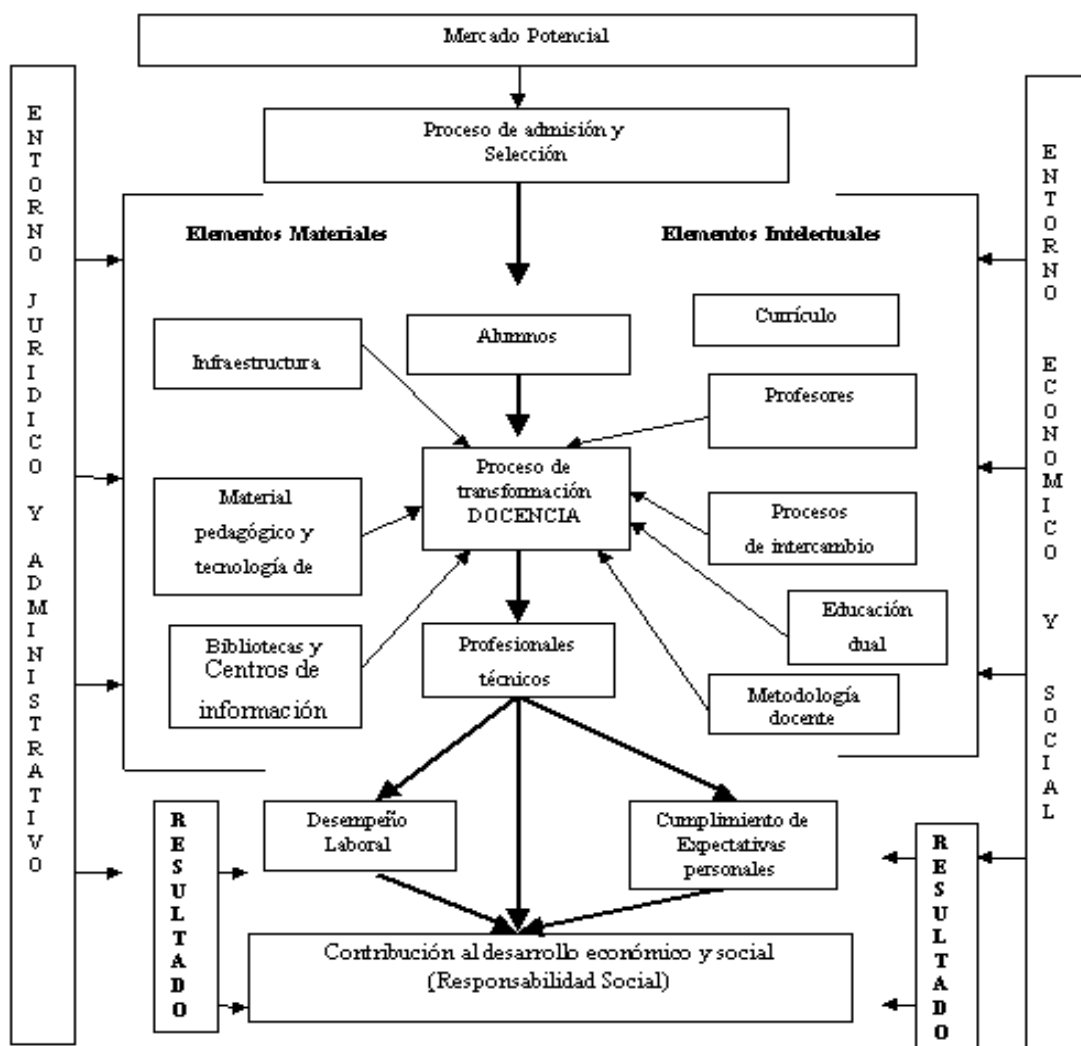 Mercado Potencial
Proceso de admisión y
Selección
ENTORNO JURIDICO Y ADMINISTRATIVO
ENTORNO ECONOMICO Y SOCIAL
Elementos Materiales
Elementos Intelectuales
Infraestructura
Alumnos
Currículo
Profesores
Material
pedagógico y
tecnología de
Proceso de
transformación
DOCENCIA
Procesos
de intercambio
Educación
dual
Bibliotecas y
Centros de
información
Profesionales
técnicos
Metodología
docente
RESULTADO
Desempeño
Laboral
Cumplimiento de
Expectativas
personales
RESULTADO
Contribución al desarrollo económico y social
(Responsabilidad Social)